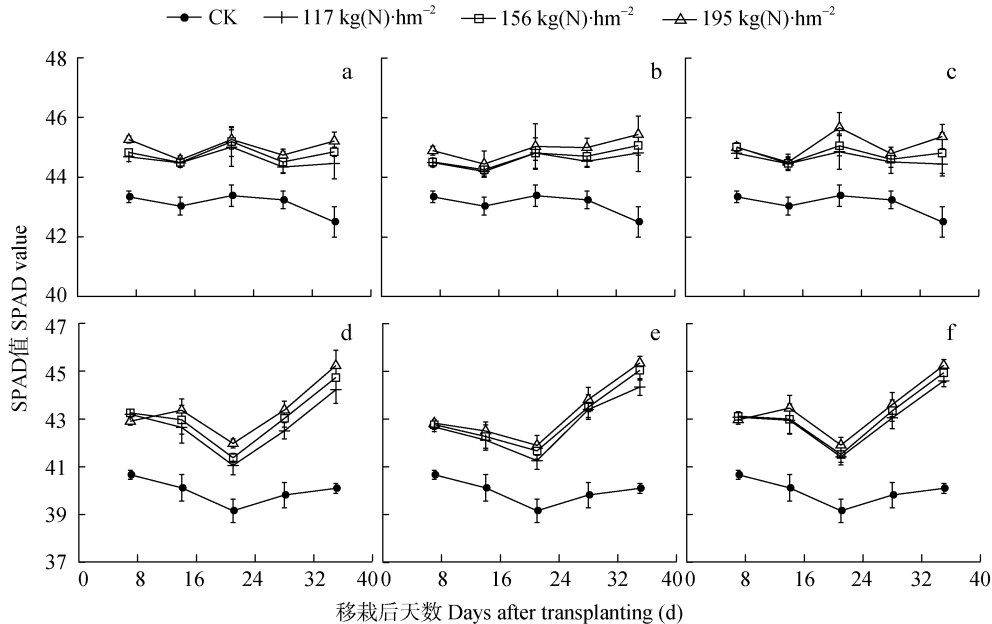 CK 117 kg(N)·hm⁻² 156 kg(N)·hm⁻² 195 kg(N)·hm⁻²
48 a b c
46
44
42
40
47 d e f
45
43
41
39
37
0 8 16 24 32 40 0 8 16 24 32 40 0 8 16 24 32 40
SPAD值 SPAD value
移栽后天数 Days after transplanting (d)